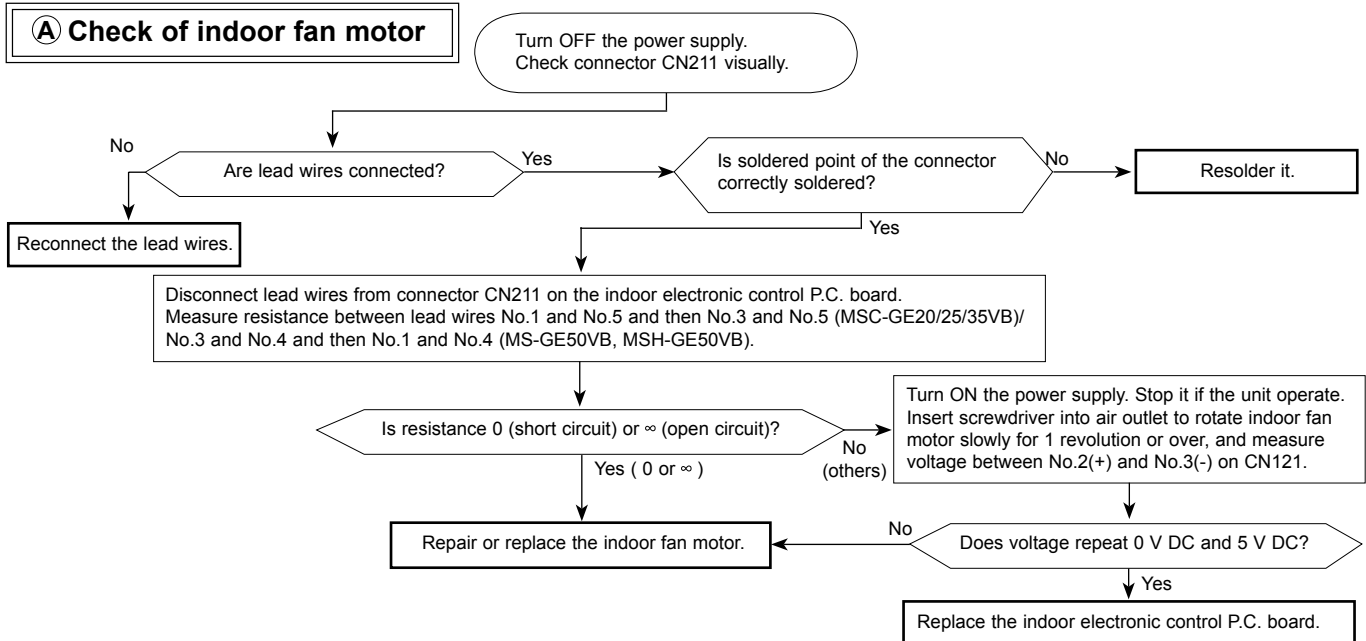 Ⓐ Check of indoor fan motor
Turn OFF the power supply.
Check connector CN211 visually.
No
Are lead wires connected?
Yes
Is soldered point of the connector
correctly soldered?
No
Resolder it.
Reconnect the lead wires.
Yes
Disconnect lead wires from connector CN211 on the indoor electronic control P.C. board.
Measure resistance between lead wires No.1 and No.5 and then No.3 and No.5 (MSC-GE20/25/35VB)/
No.3 and No.4 and then No.1 and No.4 (MS-GE50VB, MSH-GE50VB).
Is resistance 0 (short circuit) or ∞ (open circuit)?
No
(others)
Turn ON the power supply. Stop it if the unit operate.
Insert screwdriver into air outlet to rotate indoor fan
motor slowly for 1 revolution or over, and measure
voltage between No.2(+) and No.3(-) on CN121.
Yes ( 0 or ∞ )
Repair or replace the indoor fan motor.
No
Does voltage repeat 0 V DC and 5 V DC?
Yes
Replace the indoor electronic control P.C. board.